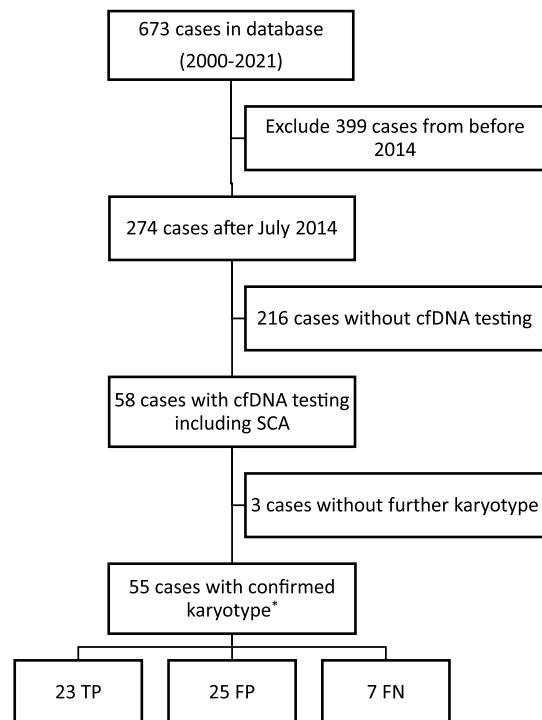 673 cases in database
(2000-2021)
Exclude 399 cases from before
2014
274 cases after July 2014
216 cases without cfDNA testing
58 cases with cfDNA testing
including SCA
3 cases without further karyotype
55 cases with confirmed
karyotype*
23 TP
25 FP
7 FN